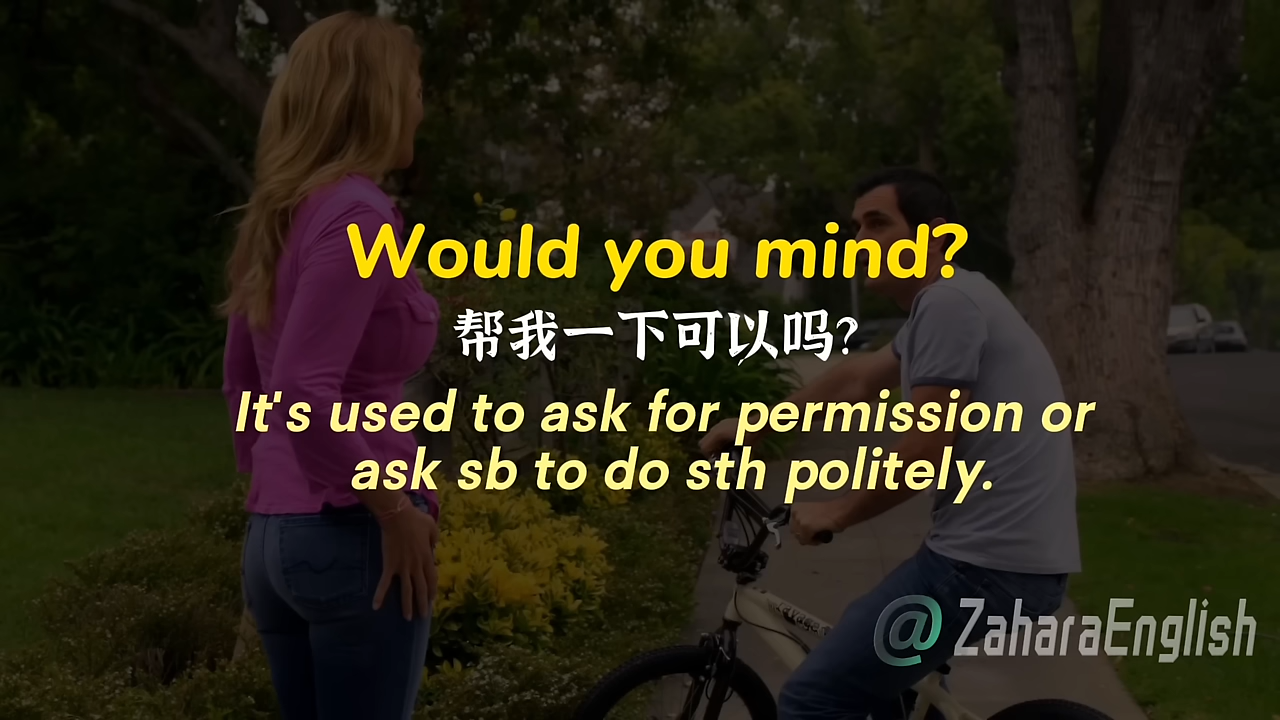 Would you mind?
帮我一下可以吗?
It's used to ask for permission or
ask sb to do sth politely.
@ZaharaEnglish